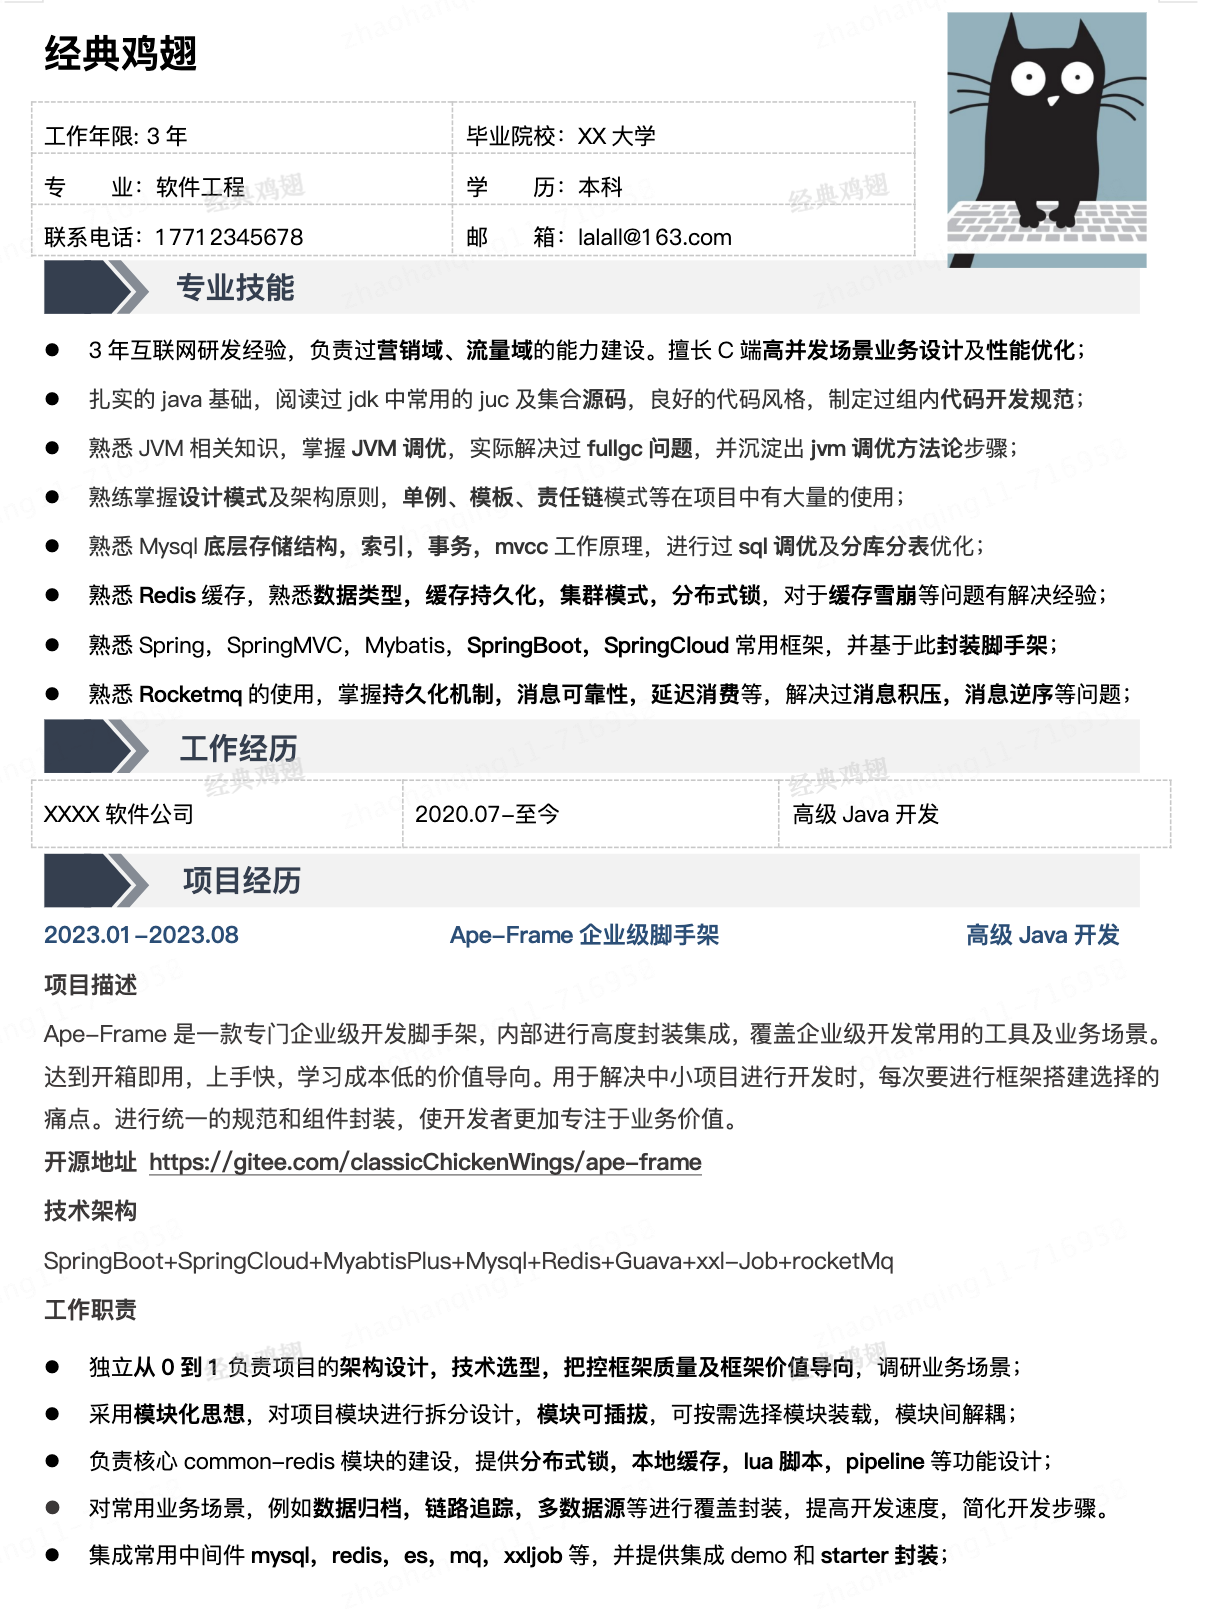 经典鸡翅
工作年限: 3 年
毕业院校：XX 大学
专 业：软件工程
学 历：本科
联系电话：17712345678
邮 箱：lalall@163.com
专业技能
● 3 年互联网研发经验，负责过营销域、流量域的能力建设。擅长 C 端高并发场景业务设计及性能优化；
● 扎实的 java 基础，阅读过 jdk 中常用的 juc 及集合源码，良好的代码风格，制定过组内代码开发规范；
● 熟悉 JVM 相关知识，掌握 JVM 调优，实际解决过 fullgc 问题，并沉淀出 jvm 调优方法论步骤；
● 熟练掌握设计模式及架构原则，单例、模板、责任链模式等在项目中有大量的使用；
● 熟悉 Mysql 底层存储结构，索引，事务，mvcc 工作原理，进行过 sql 调优及分库分表优化；
● 熟悉 Redis 缓存，熟悉数据类型，缓存持久化，集群模式，分布式锁，对于缓存雪崩等问题有解决经验；
● 熟悉 Spring，SpringMVC，Mybatis，SpringBoot，SpringCloud 常用框架，并基于此封装脚手架；
● 熟悉 Rocketmq 的使用，掌握持久化机制，消息可靠性，延迟消费等，解决过消息积压，消息逆序等问题；
工作经历
XXXX 软件公司
2020.07-至今
高级 Java 开发
项目经历
2023.01-2023.08
Ape-Frame 企业级脚手架
高级 Java 开发
项目描述
Ape-Frame 是一款专门企业级开发脚手架，内部进行高度封装集成，覆盖企业级开发常用的工具及业务场景。
达到开箱即用，上手快，学习成本低的价值导向。用于解决中小项目进行开发时，每次要进行框架搭建选择的
痛点。进行统一的规范和组件封装，使开发者更加专注于业务价值。
开源地址 https://gitee.com/classicChickenWings/ape-frame
技术架构
SpringBoot+SpringCloud+MyabtisPlus+Mysql+Redis+Guava+xxl-Job+rocketMq
工作职责
● 独立从 0 到 1 负责项目的架构设计，技术选型，把控框架质量及框架价值导向，调研业务场景；
● 采用模块化思想，对项目模块进行拆分设计，模块可插拔，可按需选择模块装载，模块间解耦；
● 负责核心 common-redis 模块的建设，提供分布式锁，本地缓存，lua 脚本，pipeline 等功能设计；
● 对常用业务场景，例如数据归档，链路追踪，多数据源等进行覆盖封装，提高开发速度，简化开发步骤。
● 集成常用中间件 mysql，redis，es，mq，xxljob 等，并提供集成 demo 和 starter 封装；